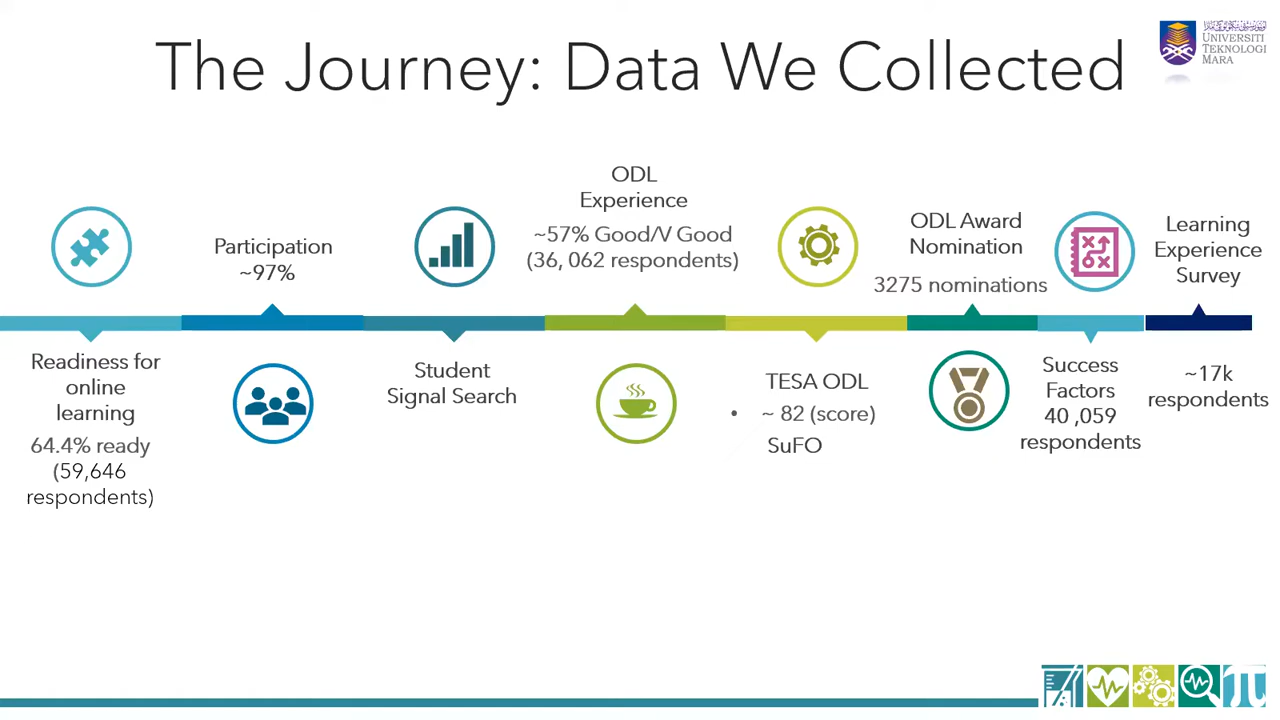 The Journey: Data We Collected
UNIVERSITI
TEKNOLOGI
MARA
Readiness for
online
learning
64.4% ready
(59,646
respondents)
Participation
~97%
Student
Signal Search
ODL
Experience
~57% Good/V Good
(36, 062 respondents)
TESA ODL
• ~ 82 (score)
SuFO
ODL Award
Nomination
3275 nominations
Success
Factors
40 ,059
respondents
Learning
Experience
Survey
~17k
respondents